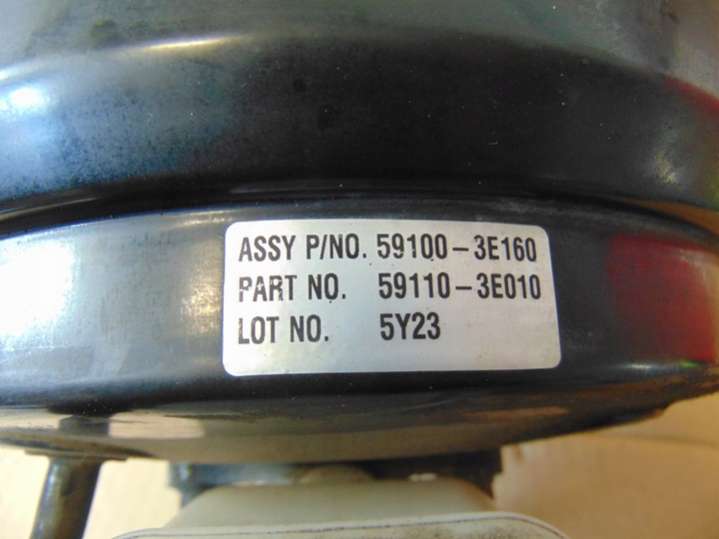 ASSY P/NO. 59100-3E160
PART NO. 59110-3E010
LOT NO. 5Y23